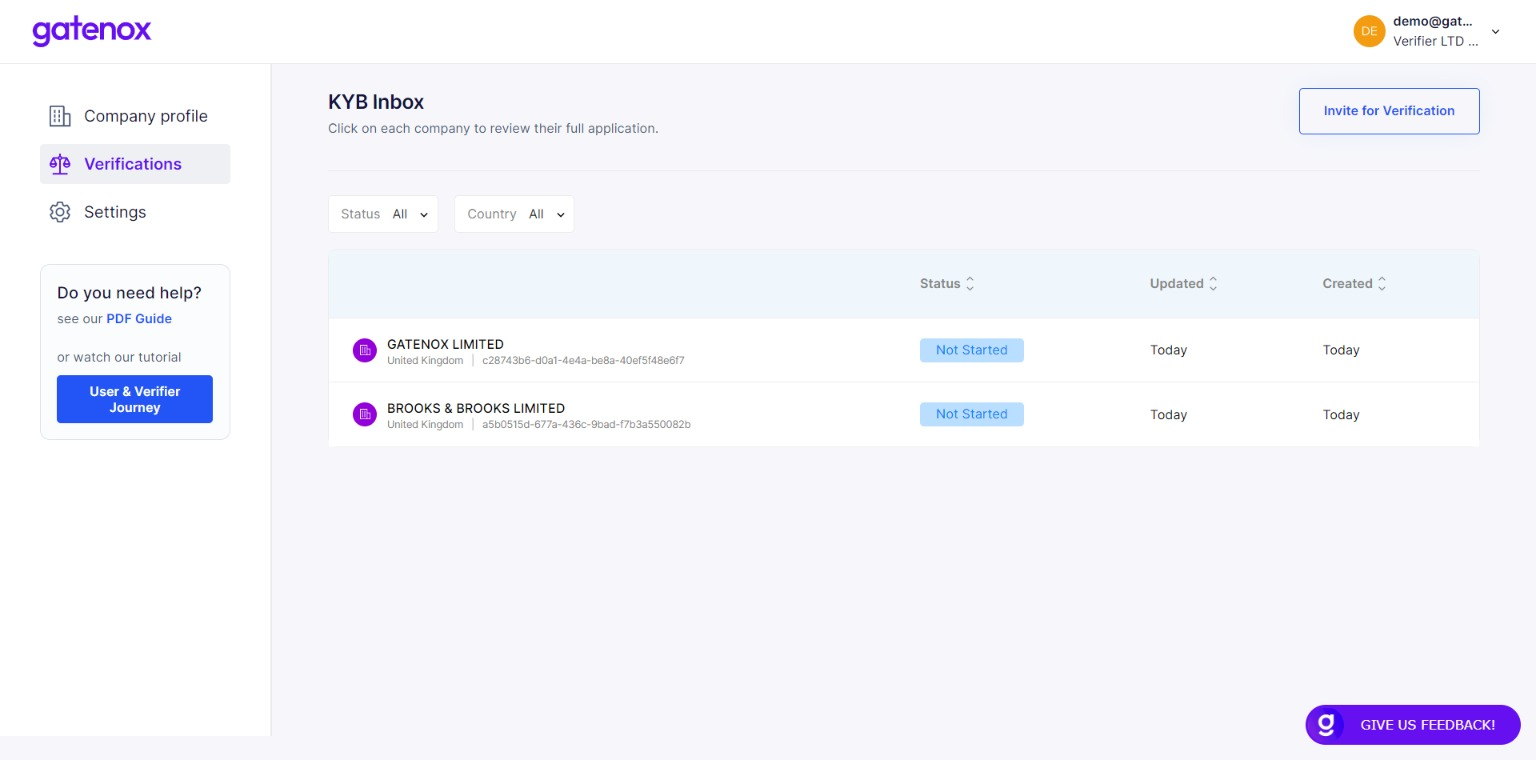 gatenox
DE
demo@gat...
Verifier LTD ...
Company profile
Verifications
Settings
Do you need help?
see our PDF Guide
or watch our tutorial
User & Verifier
Journey
KYB Inbox
Click on each company to review their full application.
Invite for Verification
Status All
Country All
Status
Updated
Created
GATENOX LIMITED
United Kingdom | c28743b6-d0a1-4e4a-be8a-40ef5f48e6f7
Not Started
Today
Today
BROOKS & BROOKS LIMITED
United Kingdom | a5b0515d-677a-436c-9bad-f7b3a550082b
Not Started
Today
Today
g GIVE US FEEDBACK!